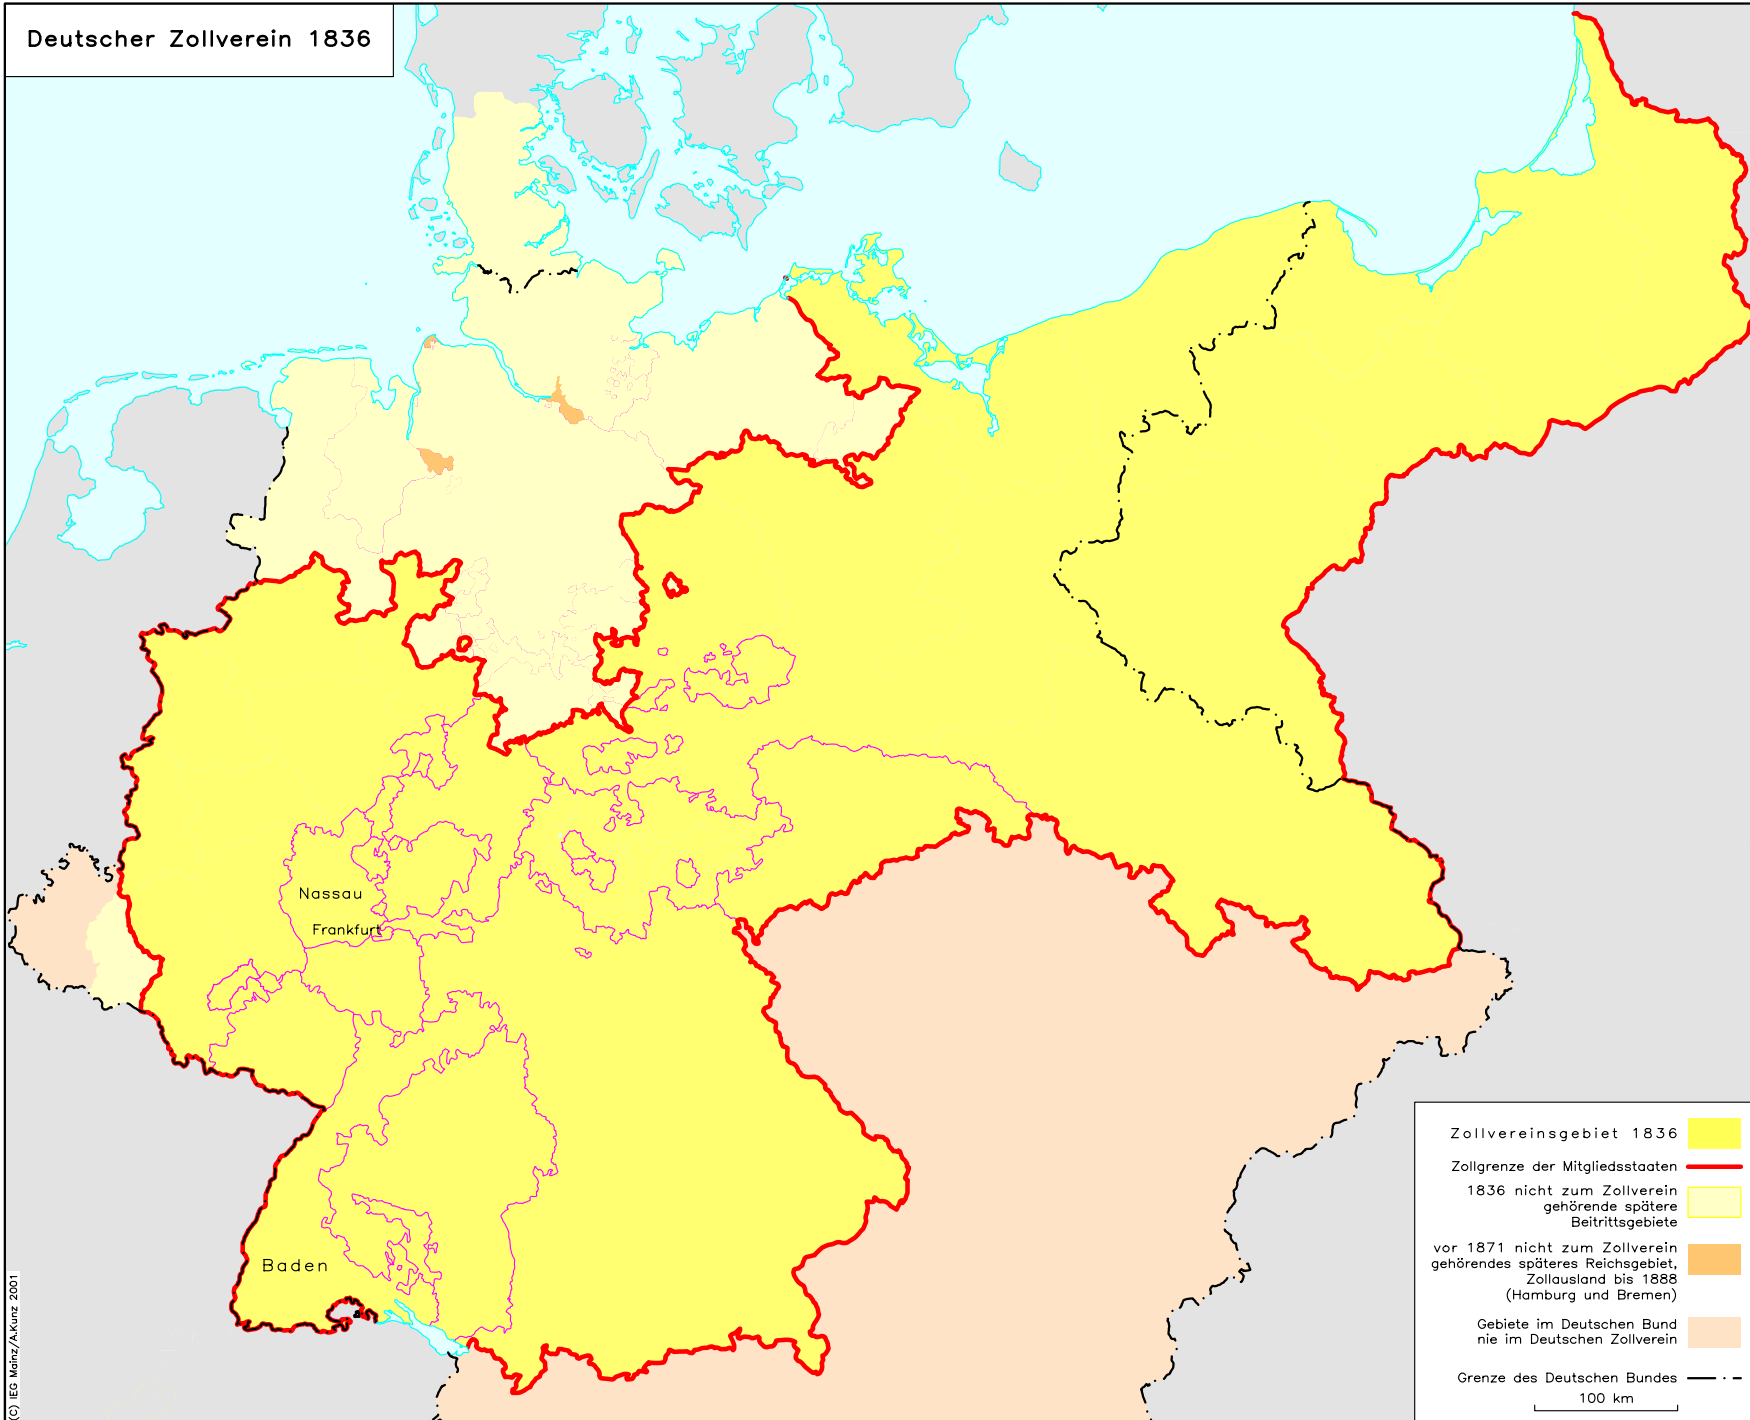 Deutscher Zollverein 1836
Nassau
Frankfurt
Baden
Zollvereinsgebiet 1836
Zollgrenze der Mitgliedsstaaten
1836 nicht zum Zollverein
gehörende spätere
Beitrittsgebiete
vor 1871 nicht zum Zollverein
gehörendes späteres Reichsgebiet,
Zollausland bis 1888
(Hamburg und Bremen)
Gebiete im Deutschen Bund
nie im Deutschen Zollverein
Grenze des Deutschen Bundes
100 km
(C) IEG Mainz/A.Kunz 2001